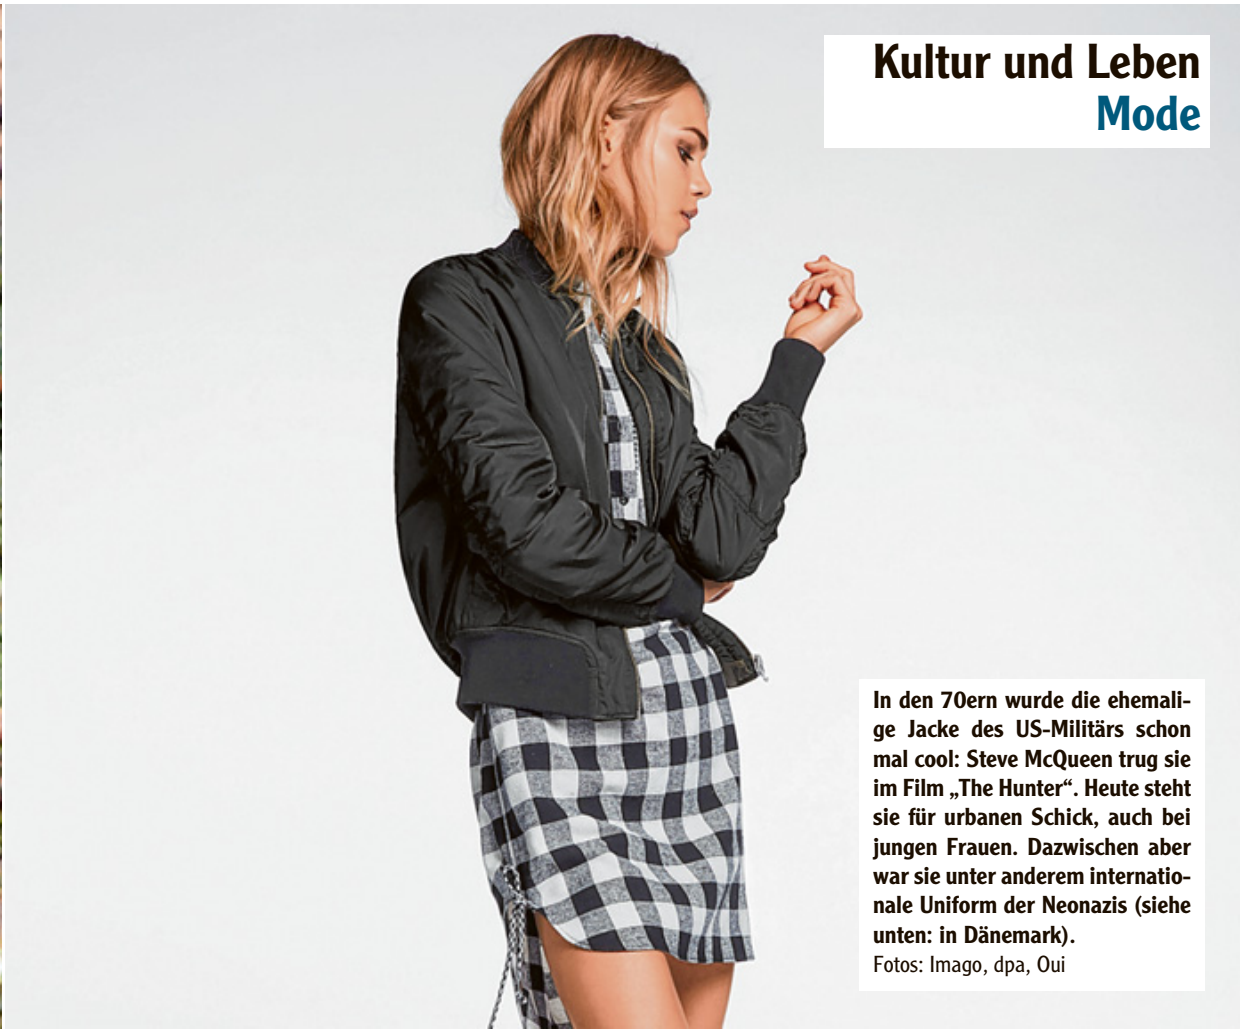 Kultur und Leben
Mode
In den 70ern wurde die ehemali-
ge Jacke des US-Militärs schon
mal cool: Steve McQueen trug sie
im Film „The Hunter“. Heute steht
sie für urbanen Schick, auch bei
jungen Frauen. Dazwischen aber
war sie unter anderem internatio-
nale Uniform der Neonazis (siehe
unten: in Dänemark).
Fotos: Imago, dpa, Oui